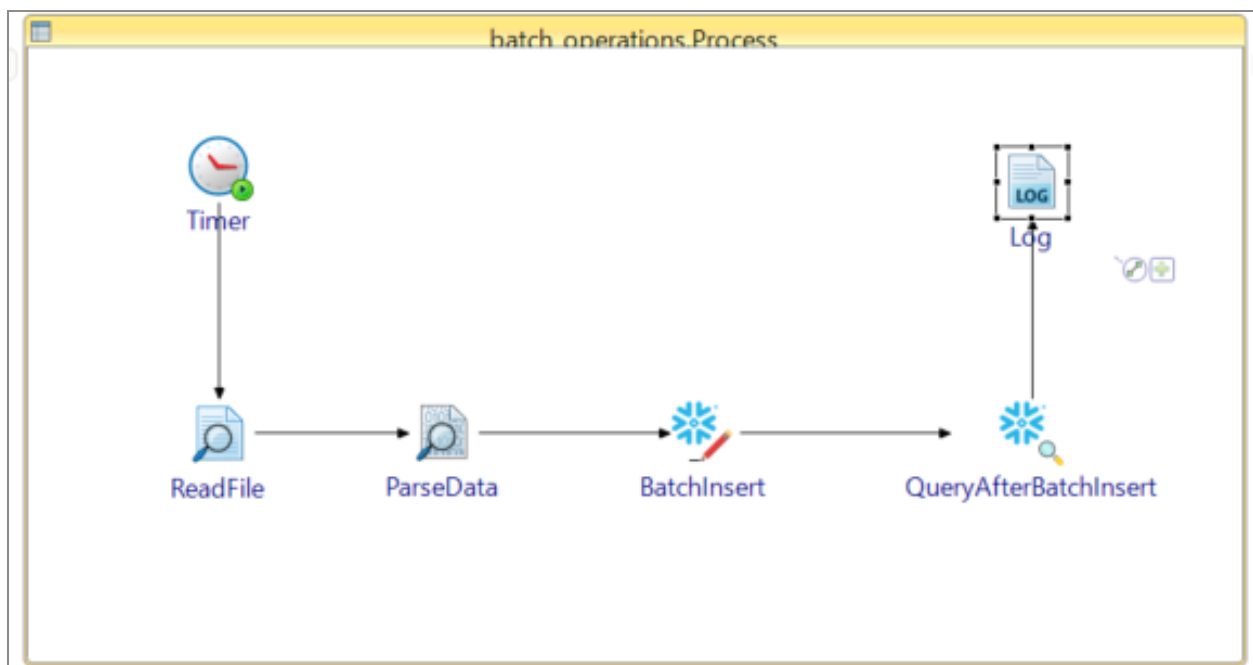 batch_operations.Process
Timer
LOG
Log
ReadFile
ParseData
BatchInsert
QueryAfterBatchInsert